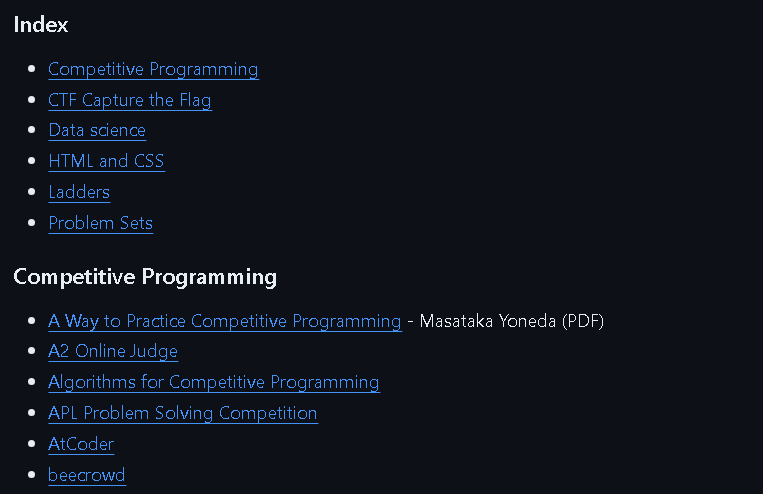 Index
Competitive Programming
CTF Capture the Flag
Data science
HTML and CSS
Ladders
Problem Sets
Competitive Programming
A Way to Practice Competitive Programming - Masataka Yoneda (PDF)
A2 Online Judge
Algorithms for Competitive Programming
APL Problem Solving Competition
AtCoder
beecrowd